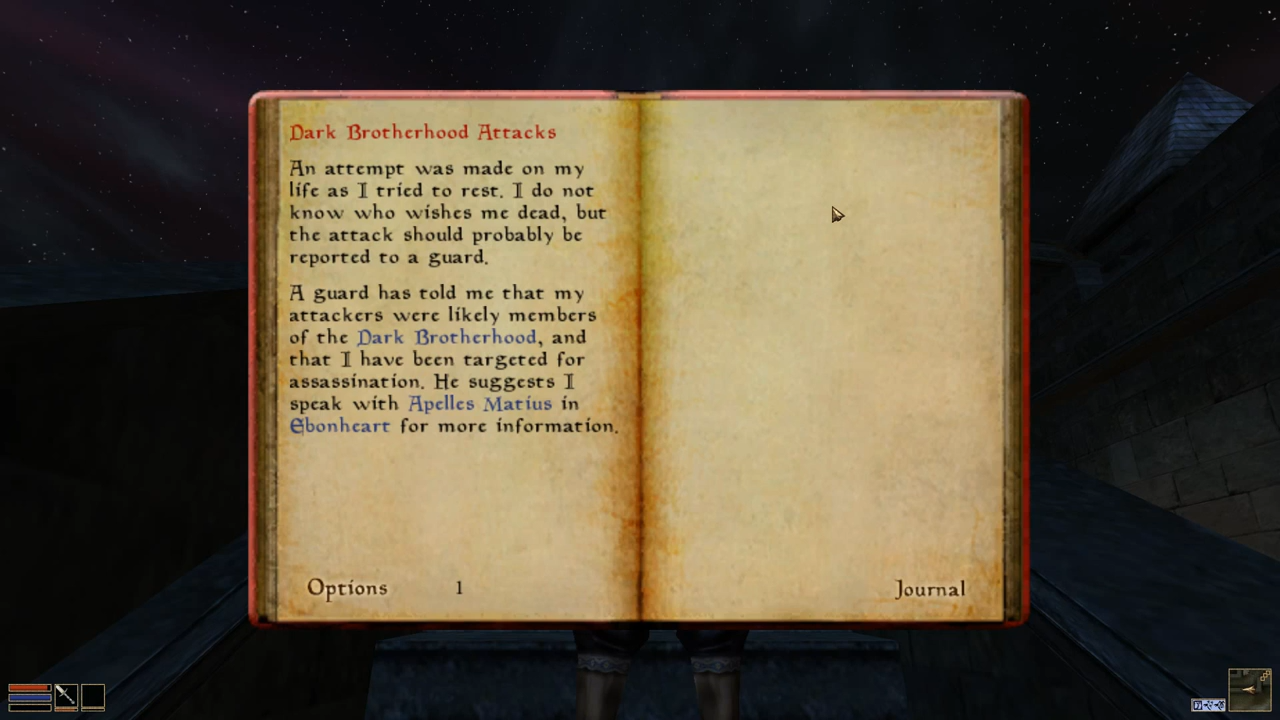 Dark Brotherhood Attacks
An attempt was made on my
life as I tried to rest. I do not
know who wishes me dead, but
the attack should probably be
reported to a guard.
A guard has told me that my
attackers were likely members
of the Dark Brotherhood, and
that I have been targeted for
assassination. He suggests I
speak with Apelles Matius in
Ebonheart for more information.
Options
1
Journal